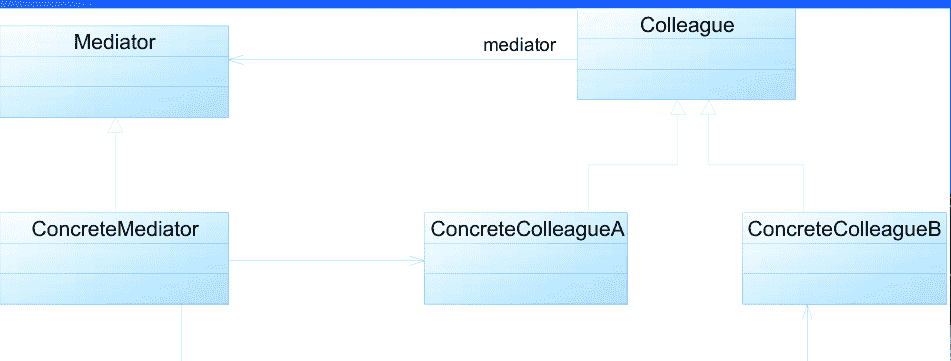 Mediator
mediator
Colleague
ConcreteMediator
ConcreteColleagueA
ConcreteColleagueB